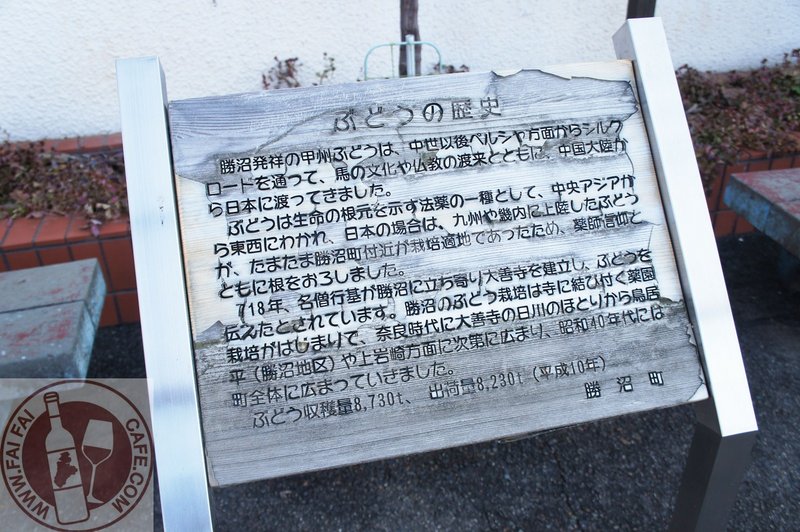 ぶどうの歴史
勝沼発祥の甲州ぶどうは、中世以後ペルシャ方面からシルク
ロードを通って、馬の文化や仏教の渡来とともに、中国大陸か
ら日本に渡ってきました。
ぶどうは生命の根元を示す法薬の一種として、中央アジアか
ら東西にわかれ、日本の場合は、九州や畿内に上陸したぶどう
が、たまたま勝沼町付近が栽培適地であったため、薬師信仰と
ともに根をおろしました。
718年、名僧行基が勝沼に立ち寄り大善寺を建立し、ぶどうを
伝えたとされています。勝沼のぶどう栽培は寺に結び付く薬園
栽培がはじまりで、奈良時代に大善寺の日川のほとりから鳥居
平（勝沼地区）や上岩崎方面に次第に広まり、昭和40年代には
町全体に広まっていきました。
ぶどう収穫量8,730t、出荷量8,230t（平成10年）
勝沼町
WWW.FAI FAI CAFE.COM